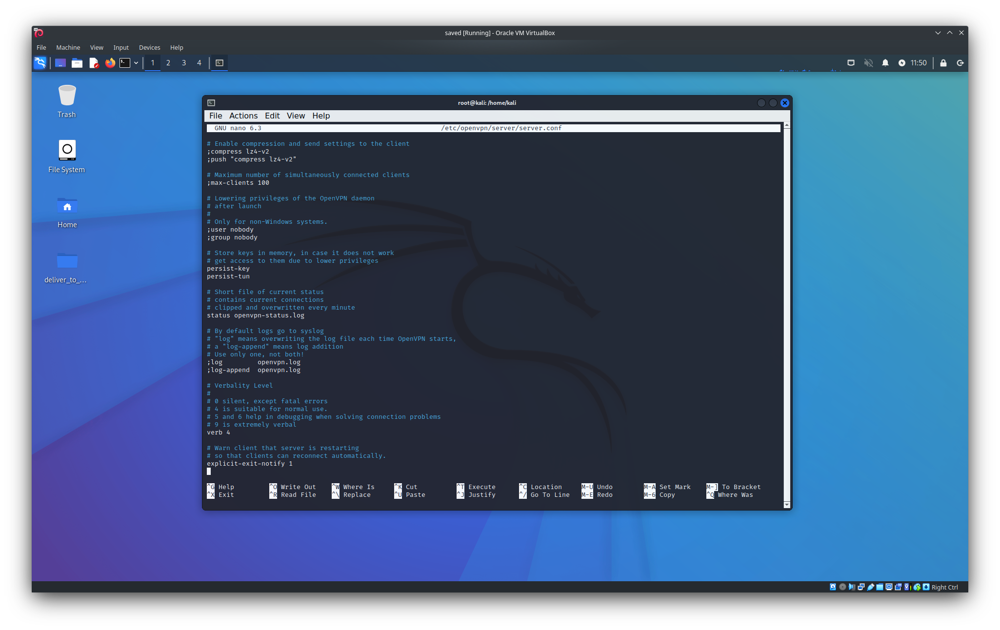 saved [Running] - Oracle VM VirtualBox
File Machine View Input Devices Help
1 2 3 4 11:50
Trash
File System
Home
deliver_to_...
root@kali: /home/kali
File Actions Edit View Help
GNU nano 6.3 /etc/openvpn/server/server.conf
# Enable compression and send settings to the client
;compress lz4-v2
;push "compress lz4-v2"
# Maximum number of simultaneously connected clients
;max-clients 100
# Lowering privileges of the OpenVPN daemon
# after launch
#
# Only for non-Windows systems.
;user nobody
;group nobody
# Store keys in memory, in case it does not work
# get access to them due to lower privileges
persist-key
persist-tun
# Short file of current status
# contains current connections
# clipped and overwritten every minute
status openvpn-status.log
# By default logs go to syslog
# "log" means overwriting the log file each time OpenVPN starts,
# a "log-append" means log addition
# Use only one, not both!
;log         openvpn.log
;log-append  openvpn.log
# Verbality Level
#
# 0 silent, except fatal errors
# 4 is suitable for normal use.
# 5 and 6 help in debugging when solving connection problems
# 9 is extremely verbal
verb 4
# Warn client that server is restarting
# so that clients can reconnect automatically.
explicit-exit-notify 1
^G Help ^O Write Out ^W Where Is ^K Cut ^T Execute ^C Location M-U Undo M-A Set Mark M-] To Bracket
^X Exit ^R Read File ^\ Replace ^U Paste ^J Justify ^/ Go To Line M-E Redo M-6 Copy ^Q Where Was
Right Ctrl